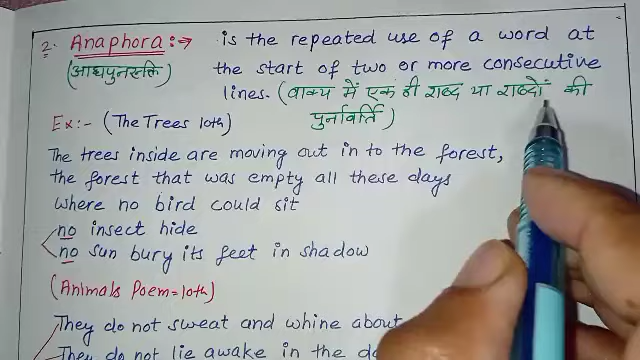 2. Anaphora :→ is the repeated use of a word at
(आद्यपुनरुक्ति) the start of two or more consecutive
lines. (वाक्य में एक ही शब्द या शब्दों की
Ex:- (The Trees 10th) पुर्नावर्ति)
The trees inside are moving out in to the forest,
the forest that was empty all these days
where no bird could sit
no insect hide
no sun bury its feet in shadow
(Animals Poem = 10th)
They do not sweat and whine about
They do not lie awake in the